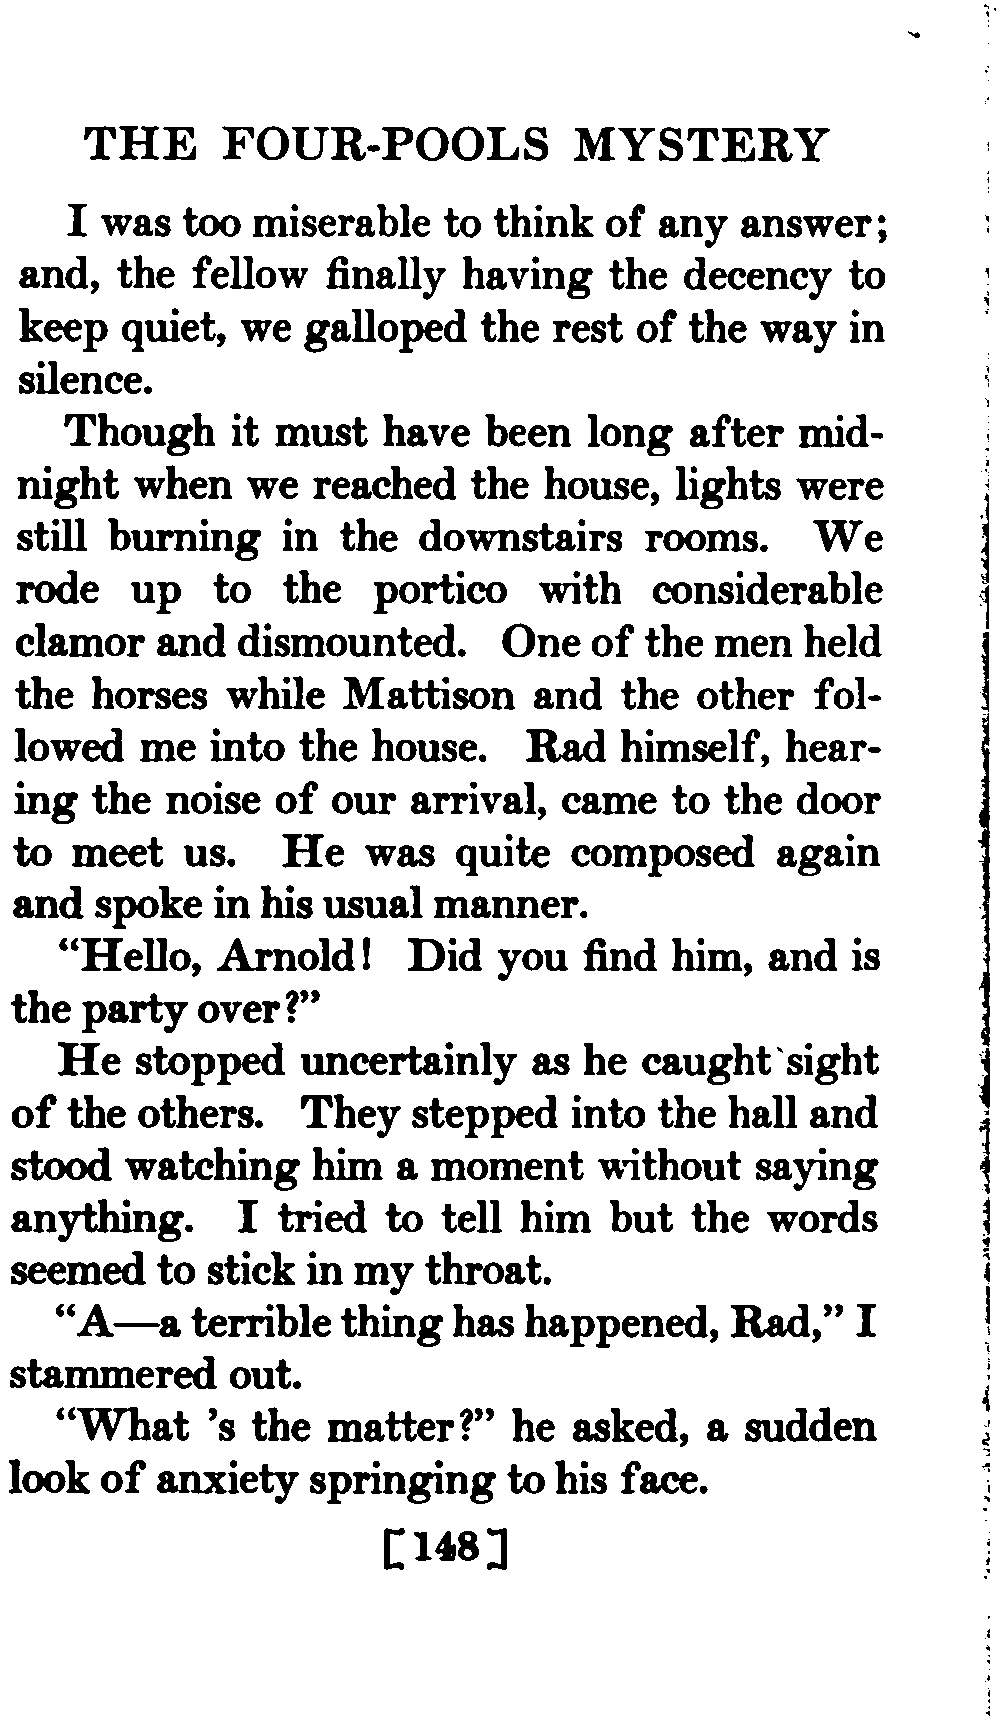 THE FOUR-POOLS MYSTERY
I was too miserable to think of any answer;
and, the fellow finally having the decency to
keep quiet, we galloped the rest of the way in
silence.
Though it must have been long after mid-
night when we reached the house, lights were
still burning in the downstairs rooms. We
rode up to the portico with considerable
clamor and dismounted. One of the men held
the horses while Mattison and the other fol-
lowed me into the house. Rad himself, hear-
ing the noise of our arrival, came to the door
to meet us. He was quite composed again
and spoke in his usual manner.
“Hello, Arnold! Did you find him, and is
the party over?”
He stopped uncertainly as he caught sight
of the others. They stepped into the hall and
stood watching him a moment without saying
anything. I tried to tell him but the words
seemed to stick in my throat.
“A—a terrible thing has happened, Rad,” I
stammered out.
“What ’s the matter?” he asked, a sudden
look of anxiety springing to his face.
[148]